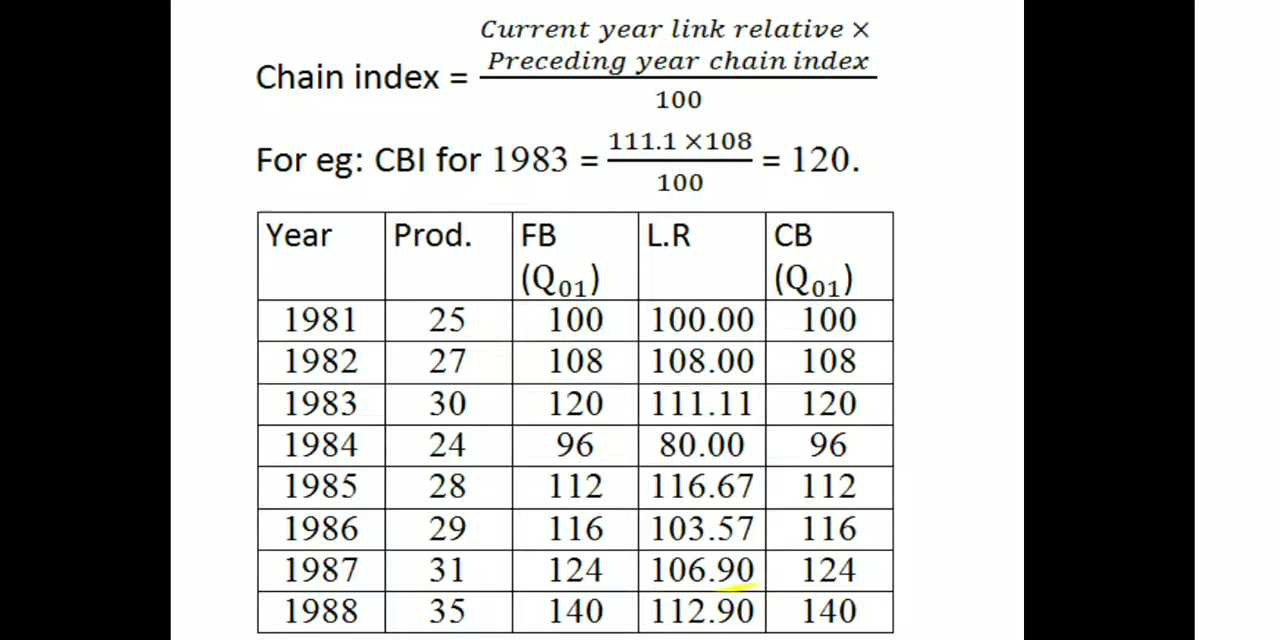 Current year link relative ×
Chain index = Preceding year chain index
100
For eg: CBI for 1983 = 111.1 ×108 = 120.
100
Year Prod. FB L.R CB
(Q₀₁) (Q₀₁)
1981 25 100 100.00 100
1982 27 108 108.00 108
1983 30 120 111.11 120
1984 24 96 80.00 96
1985 28 112 116.67 112
1986 29 116 103.57 116
1987 31 124 106.90 124
1988 35 140 112.90 140